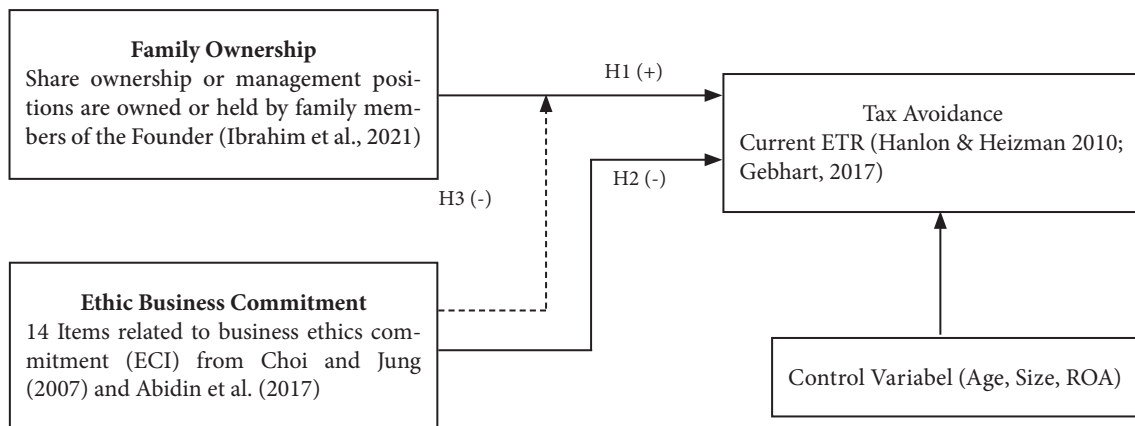 Family Ownership
Share ownership or management posi-
tions are owned or held by family mem-
bers of the Founder (Ibrahim et al., 2021)
H1 (+)
Tax Avoidance
Current ETR (Hanlon & Heizman 2010;
Gebhart, 2017)
H3 (-)
H2 (-)
Ethic Business Commitment
14 Items related to business ethics com-
mitment (ECI) from Choi and Jung
(2007) and Abidin et al. (2017)
Control Variabel (Age, Size, ROA)